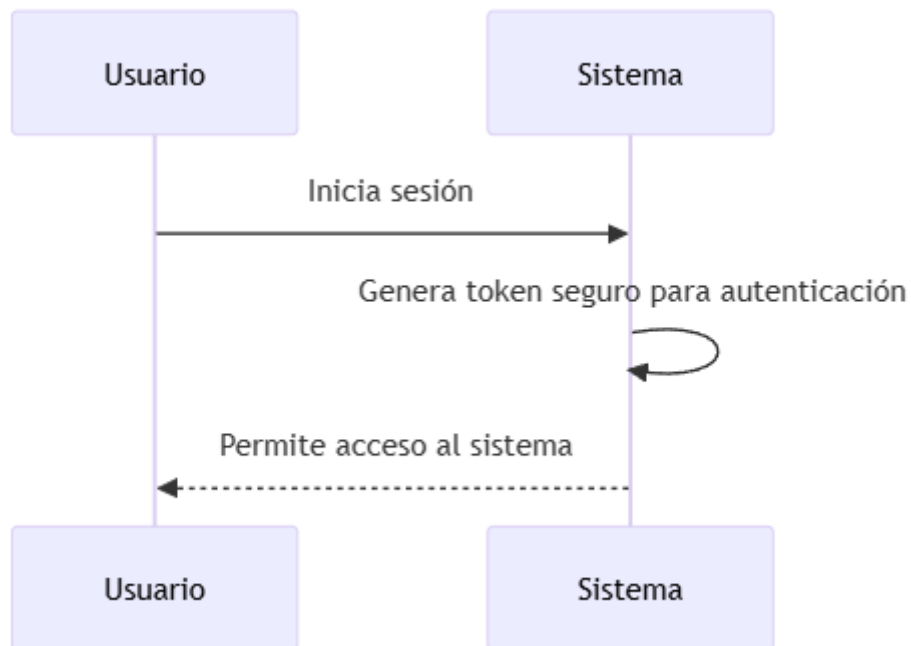 Usuario
Sistema
Inicia sesión
Genera token seguro para autenticación
Permite acceso al sistema
Usuario
Sistema